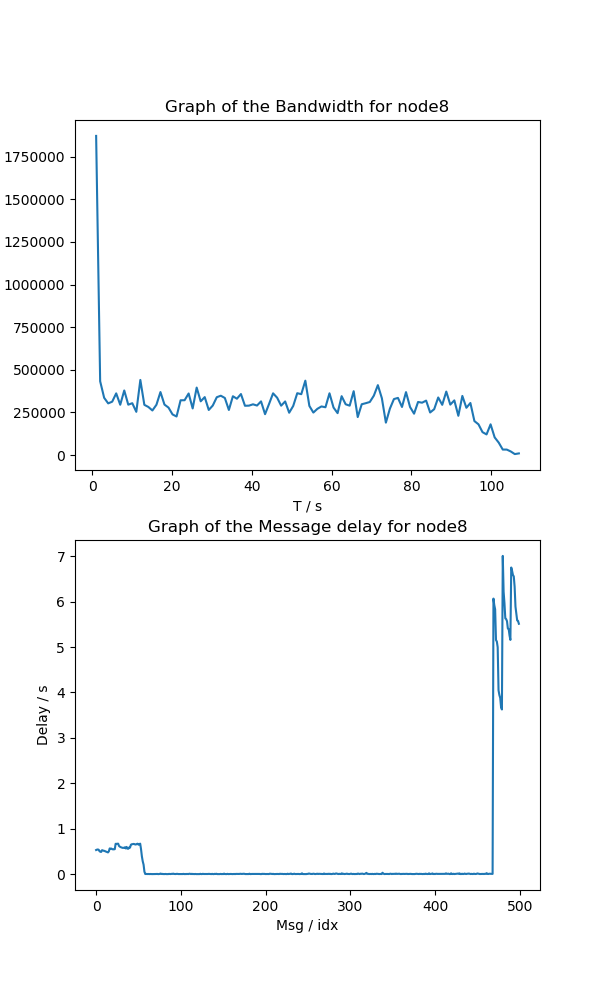 Graph of the Bandwidth for node8
1750000
1500000
1250000
1000000
750000
500000
250000
0
0 20 40 60 80 100
T / s
Graph of the Message delay for node8
7
6
5
4
3
2
1
0
Delay / s
0 100 200 300 400 500
Msg / idx